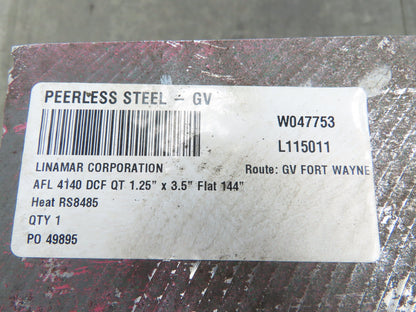 PEERLESS STEEL - GV
W047753
L115011
LINAMAR CORPORATION Route: GV FORT WAYNE
AFL 4140 DCF QT 1.25" x 3.5" Flat 144"
Heat RS8485
QTY 1
PO 49895